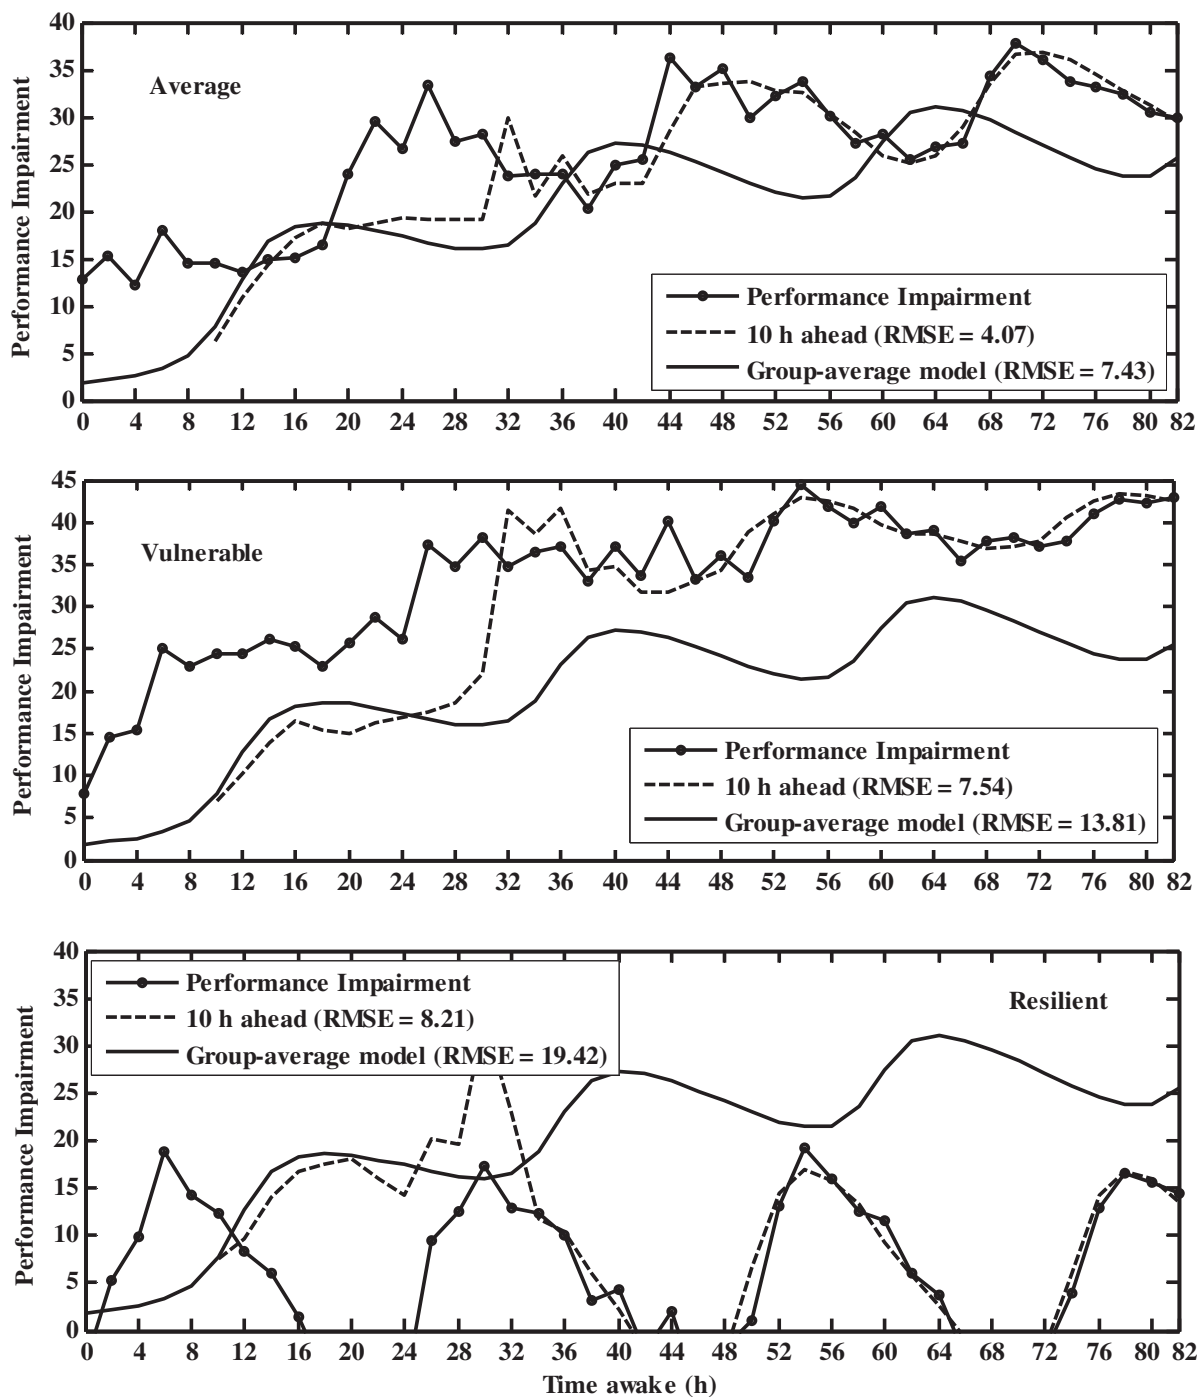 40
35
30
25
20
15
10
5
0
Performance Impairment
Average
Performance Impairment
10 h ahead (RMSE = 4.07)
Group-average model (RMSE = 7.43)
0 4 8 12 16 20 24 28 32 36 40 44 48 52 56 60 64 68 72 76 80 82
45
40
35
30
25
20
15
10
5
0
Performance Impairment
Vulnerable
Performance Impairment
10 h ahead (RMSE = 7.54)
Group-average model (RMSE = 13.81)
0 4 8 12 16 20 24 28 32 36 40 44 48 52 56 60 64 68 72 76 80 82
40
35
30
25
20
15
10
5
0
Performance Impairment
Performance Impairment
10 h ahead (RMSE = 8.21)
Group-average model (RMSE = 19.42)
Resilient
0 4 8 12 16 20 24 28 32 36 40 44 48 52 56 60 64 68 72 76 80 82
Time awake (h)